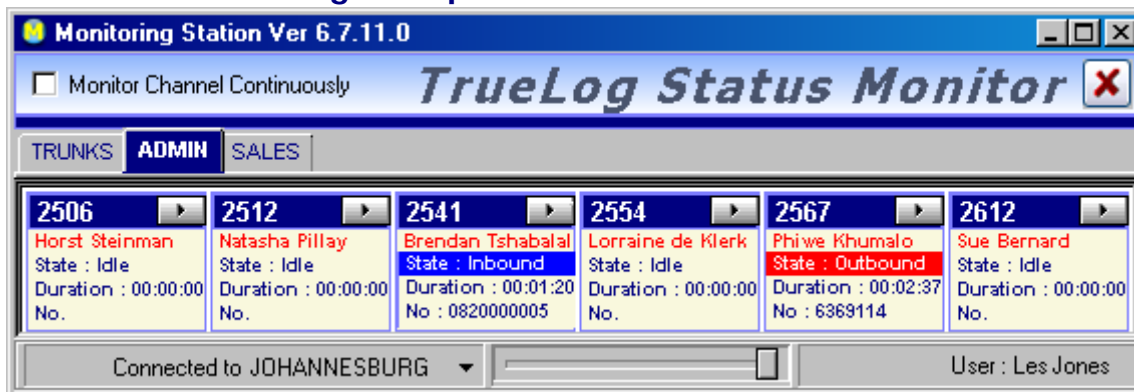 Monitoring Station Ver 6.7.11.0
Monitor Channel Continuously
TrueLog Status Monitor
TRUNKS ADMIN SALES
2506 2512 2541 2554 2567 2612
Horst Steinman Natasha Pillay Brendan Tshabalal Lorraine de Klerk Phiwe Khumalo Sue Bernard
State : Idle State : Idle State : Inbound State : Idle State : Outbound State : Idle
Duration : 00:00:00 Duration : 00:00:00 Duration : 00:01:20 Duration : 00:00:00 Duration : 00:02:37 Duration : 00:00:00
No. No. No : 0820000005 No. No : 6369114 No.
Connected to JOHANNESBURG User : Les Jones